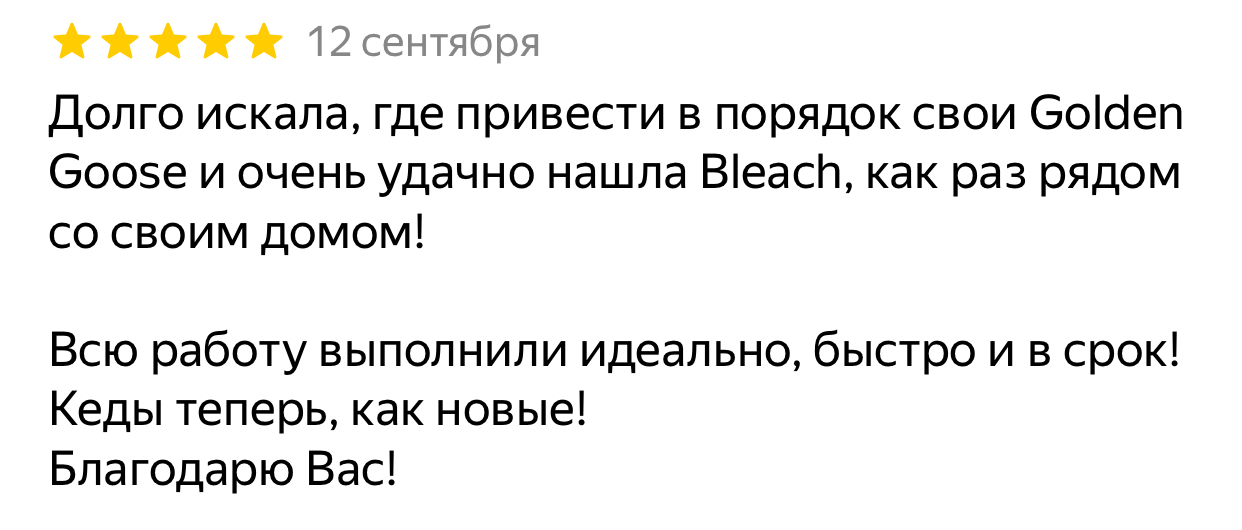 12 сентября
Долго искала, где привести в порядок свои Golden
Goose и очень удачно нашла Bleach, как раз рядом
со своим домом!
Всю работу выполнили идеально, быстро и в срок!
Кеды теперь, как новые!
Благодарю Вас!